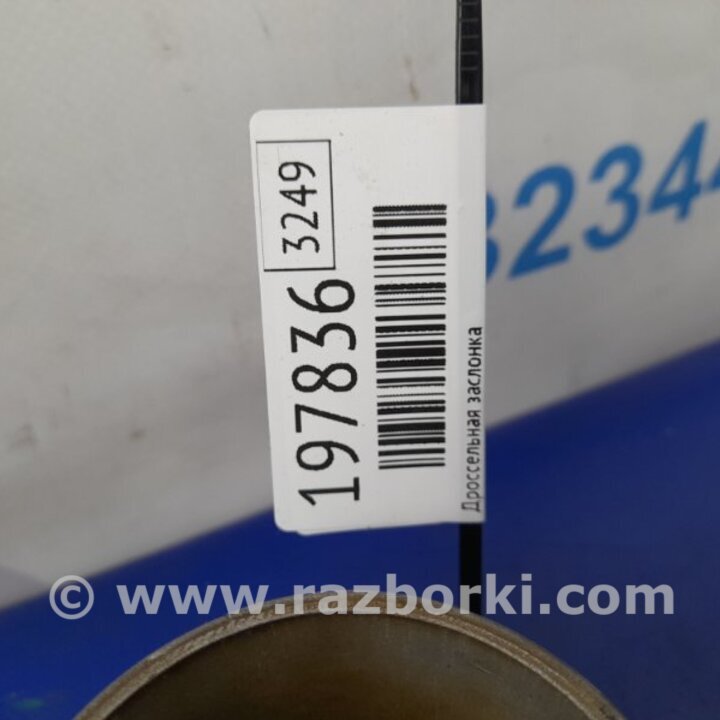 3249
197836
Дроссельная заслонка
© www.razborki.com